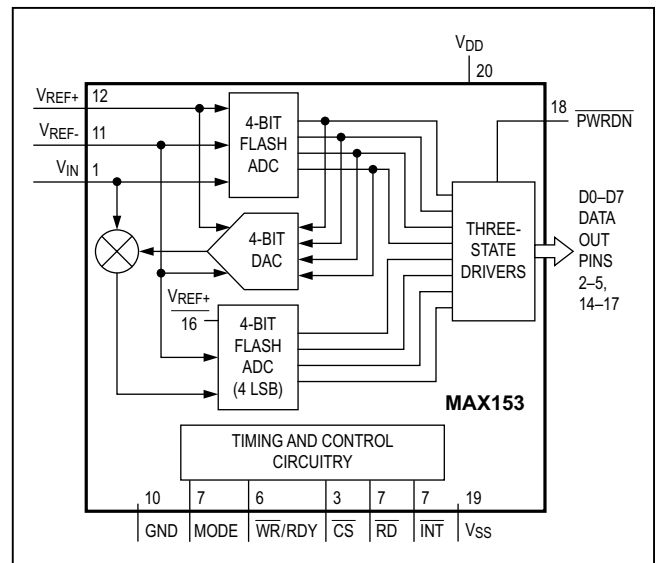 VDD
20
VREF+ 12
VREF- 11
VIN 1
4-BIT
FLASH
ADC
18 PWRDN
4-BIT
DAC
THREE-
STATE
DRIVERS
D0–D7
DATA
OUT
PINS
2–5,
14–17
VREF+
16
4-BIT
FLASH
ADC
(4 LSB)
MAX153
TIMING AND CONTROL
CIRCUITRY
10 7 6 3 7 7 19
GND MODE WR/RDY CS RD INT VSS